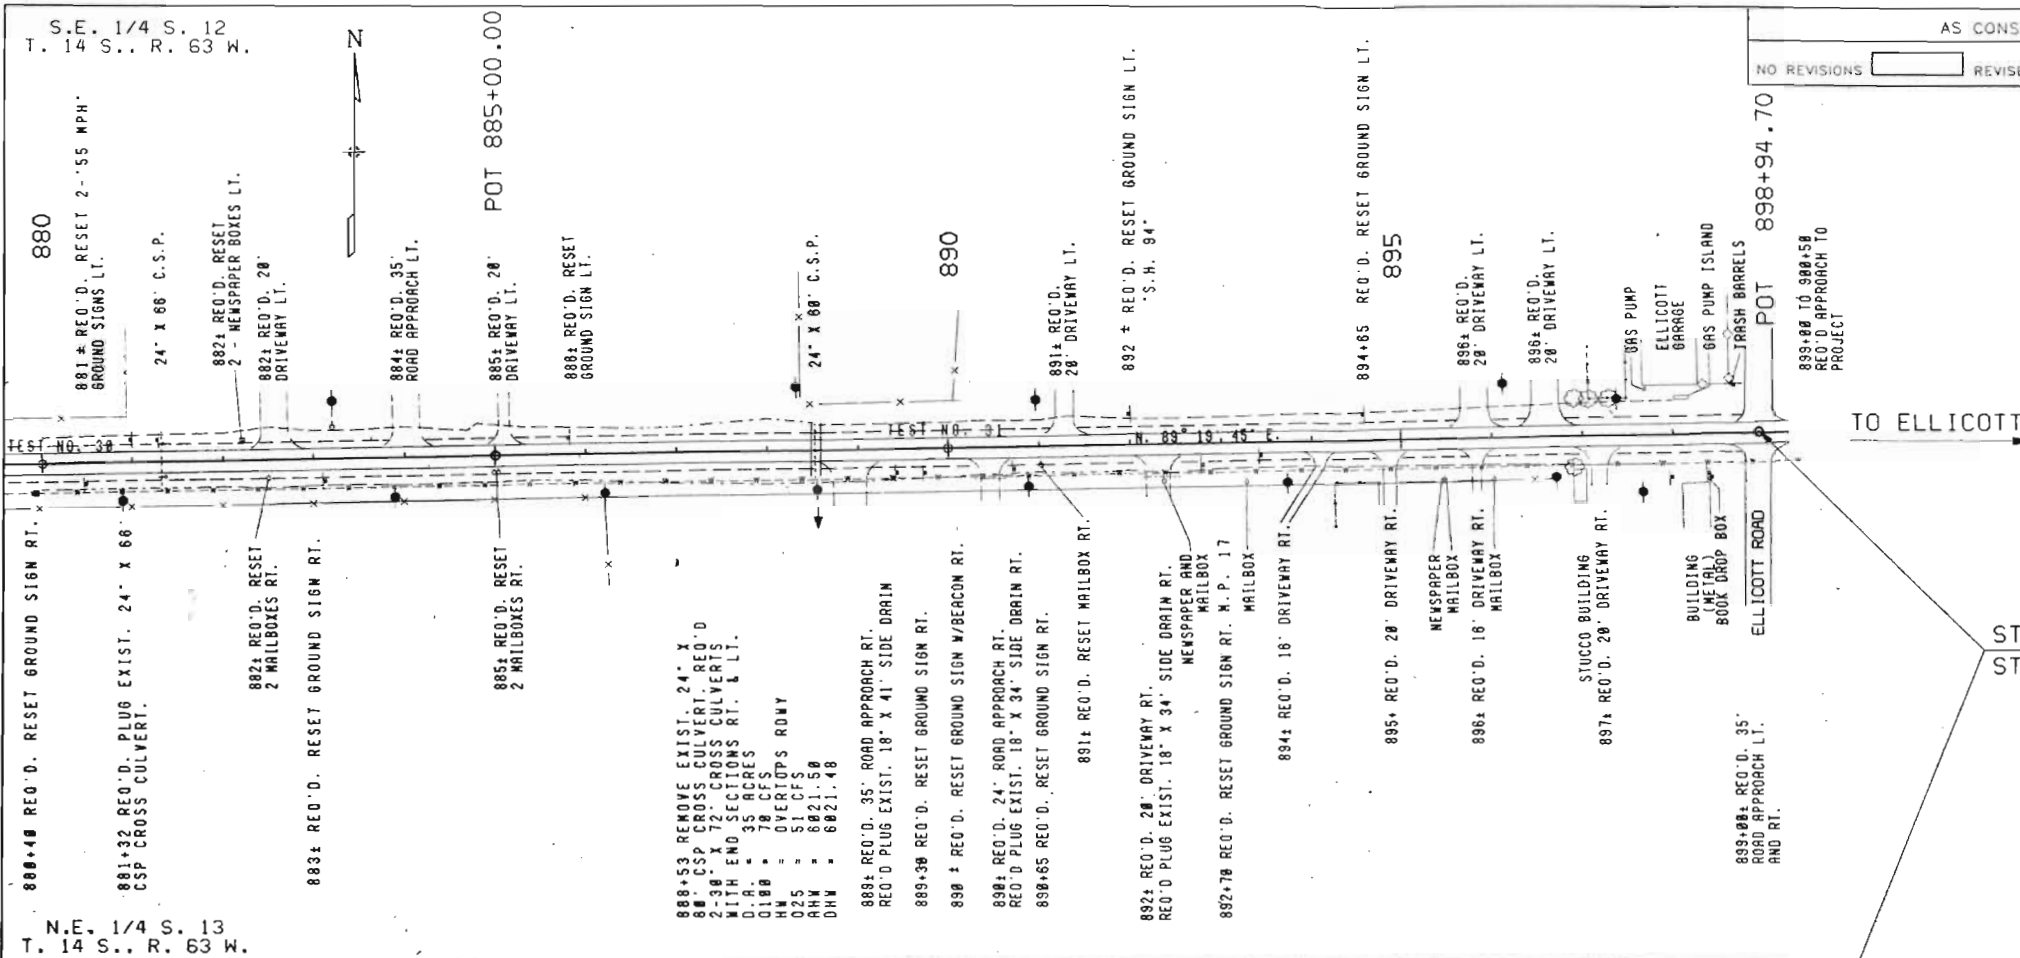 S.E. 1/4 S. 12
T. 14 S., R. 63 W.
N
AS CONS
NO REVISIONS
REVISE
880
881 ± REQ'D. RESET 2-'55 MPH"
GROUND SIGNS LT.
24" X 66' C.S.P.
882± REQ'D. RESET
2 - NEWSPAPER BOXES LT.
882± REQ'D. 20'
DRIVEWAY LT.
884± REQ'D. 35'
ROAD APPROACH LT.
POT 885+00.00
885± REQ'D. 20'
DRIVEWAY LT.
888± REQ'D. RESET
GROUND SIGN LT.
24" X 60' C.S.P.
890
891± REQ'D.
20' DRIVEWAY LT.
892 ± REQ'D. RESET GROUND SIGN LT.
"S.H. 94"
894+65 REQ'D. RESET GROUND SIGN LT.
895
896± REQ'D.
20' DRIVEWAY LT.
896± REQ'D.
20' DRIVEWAY LT.
GAS PUMP
ELLICOTT
GARAGE
GAS PUMP ISLAND
TRASH BARRELS
POT 898+94.70
899+00 TO 900+50
REQ'D APPROACH TO
PROJECT
TEST NO. 30
TEST NO. 31
N. 89° 19' 45" E.
TO ELLICOTT
880+40 REQ'D. RESET GROUND SIGN RT.
881+32 REQ'D. PLUG EXIST. 24" X 66'
CSP CROSS CULVERT.
882± REQ'D. RESET
2 MAILBOXES RT.
883± REQ'D. RESET GROUND SIGN RT.
885± REQ'D. RESET
2 MAILBOXES RT.
888+53 REMOVE EXIST. 24" X
80' CSP CROSS CULVERT. REQ'D
2-30" X 72' CROSS CULVERTS
WITH END SECTIONS RT. & LT.
D.A. = 35 ACRES
Q100 = 70 CFS
HW = OVERTOPS RDWY
Q25 = 51 CFS
AHW = 6021.50
DHW = 6021.48
889± REQ'D. 35' ROAD APPROACH RT.
REQ'D PLUG EXIST. 18" X 41' SIDE DRAIN
889+30 REQ'D. RESET GROUND SIGN RT.
890 ± REQ'D. RESET GROUND SIGN W/BEACON RT.
890± REQ'D. 24' ROAD APPROACH RT.
REQ'D PLUG EXIST. 18" X 34' SIDE DRAIN RT.
890+65 REQ'D. RESET GROUND SIGN RT.
891± REQ'D. RESET MAILBOX RT.
892± REQ'D. 20' DRIVEWAY RT.
REQ'D PLUG EXIST. 18" X 34' SIDE DRAIN RT.
NEWSPAPER AND
MAILBOX
892+70 REQ'D. RESET GROUND SIGN RT. M.P. 17
MAILBOX
894± REQ'D. 16' DRIVEWAY RT.
895+ REQ'D. 20' DRIVEWAY RT.
NEWSPAPER
MAILBOX
896± REQ'D. 16' DRIVEWAY RT.
MAILBOX
STUCCO BUILDING
897± REQ'D. 20' DRIVEWAY RT.
BUILDING
(METAL)
BOOK DROP BOX
ELLICOTT ROAD
899+00± REQ'D. 35'
ROAD APPROACH LT.
AND RT.
ST
ST
N.E. 1/4 S. 13
T. 14 S., R. 63 W.